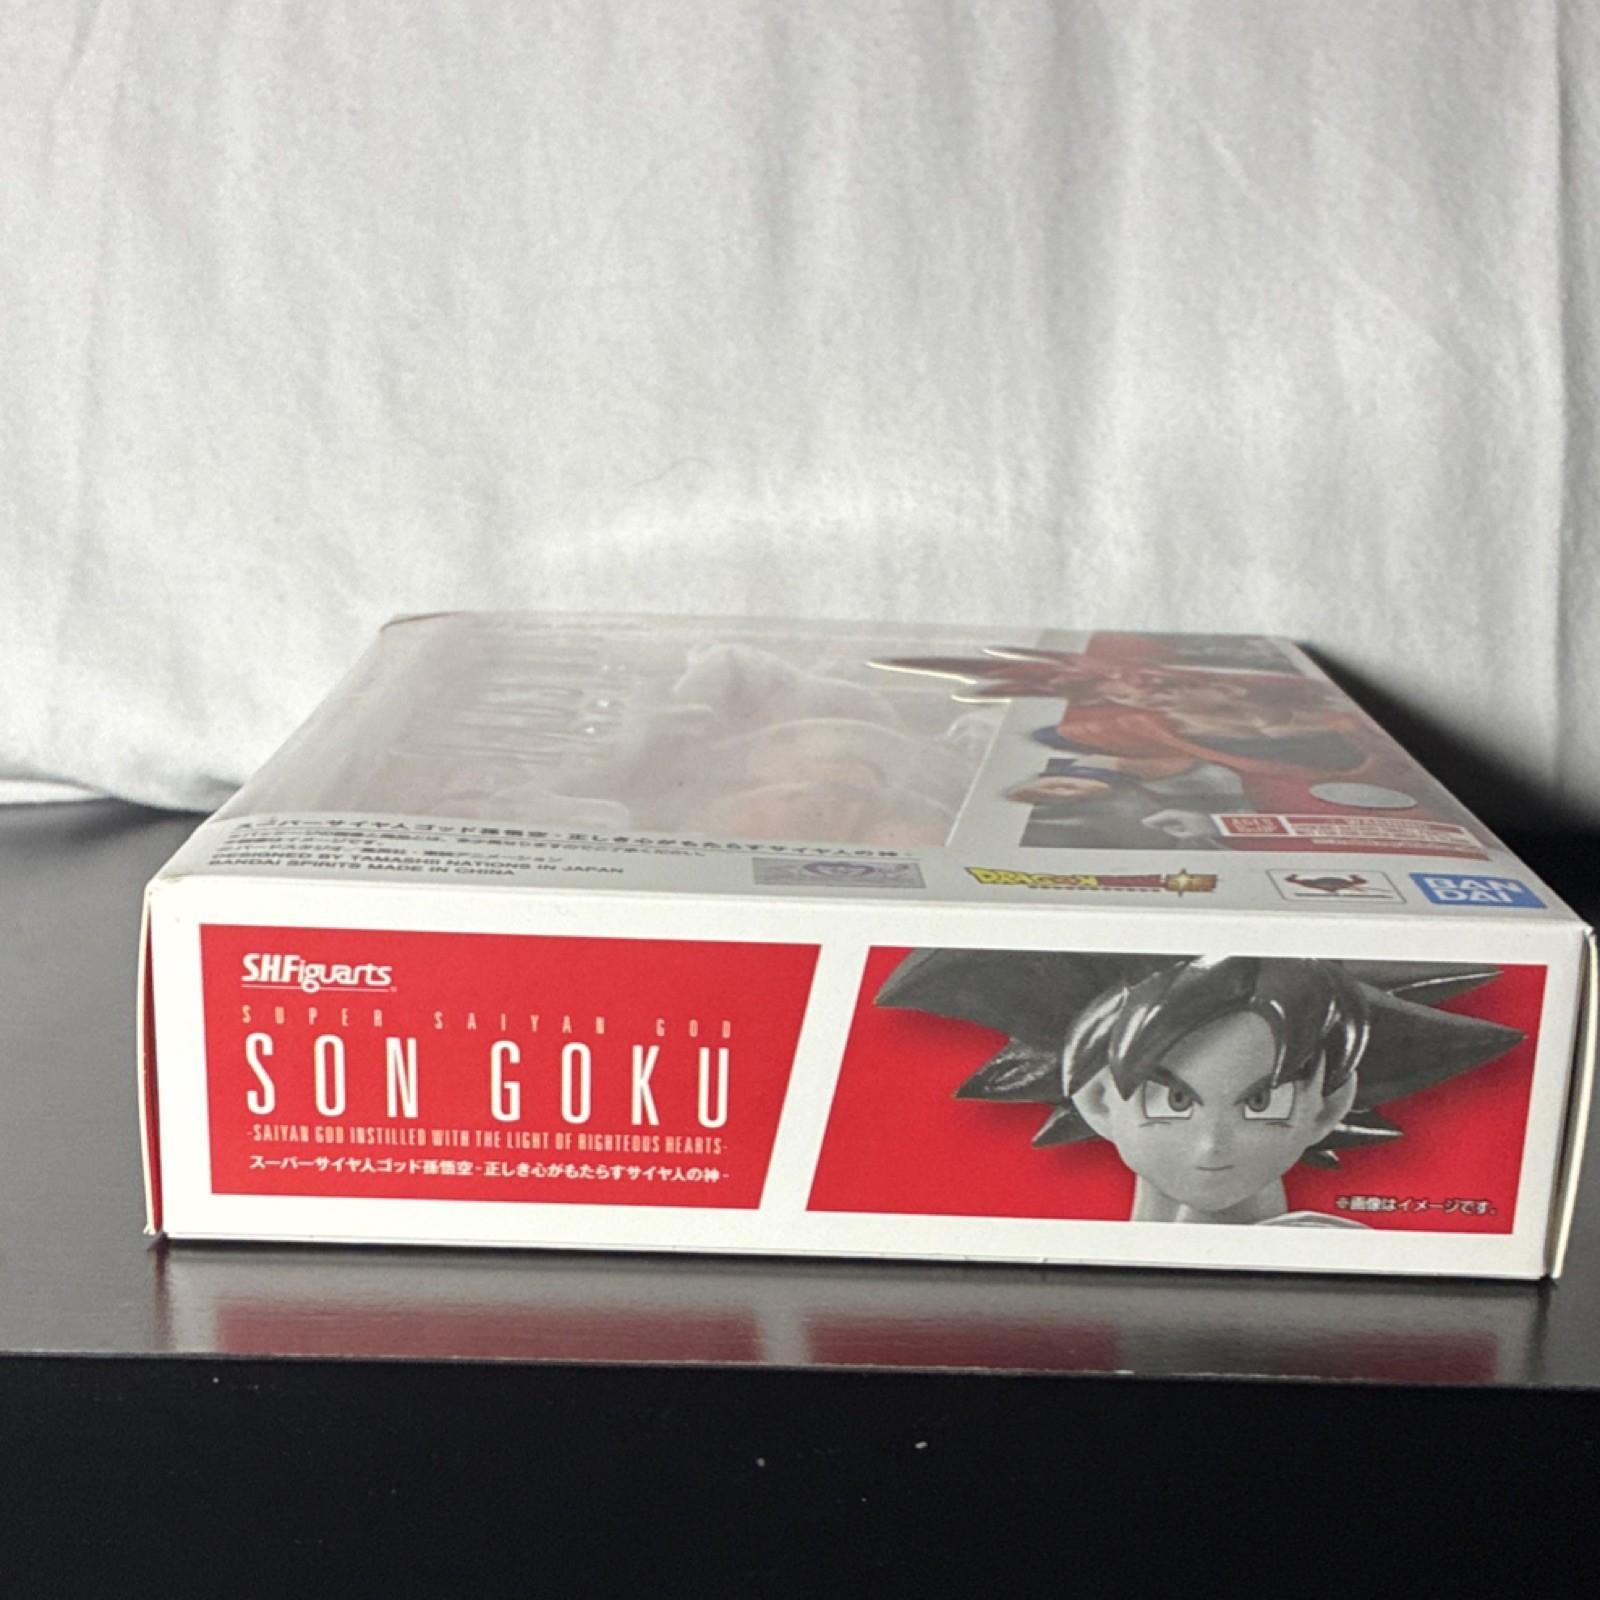 スーパーサイヤ人ゴッド孫悟空-正しき心がもたらすサイヤ人の神-
DESIGNED BY TAMASHII NATIONS IN JAPAN
BANDAI SPIRITS MADE IN CHINA
DRAGONBALL
BAN
DAI
S.H.Figuarts
SUPER SAIYAN GOD
SON GOKU
-SAIYAN GOD INSTILLED WITH THE LIGHT OF RIGHTEOUS HEARTS-
スーパーサイヤ人ゴッド孫悟空-正しき心がもたらすサイヤ人の神-
※画像はイメージです。